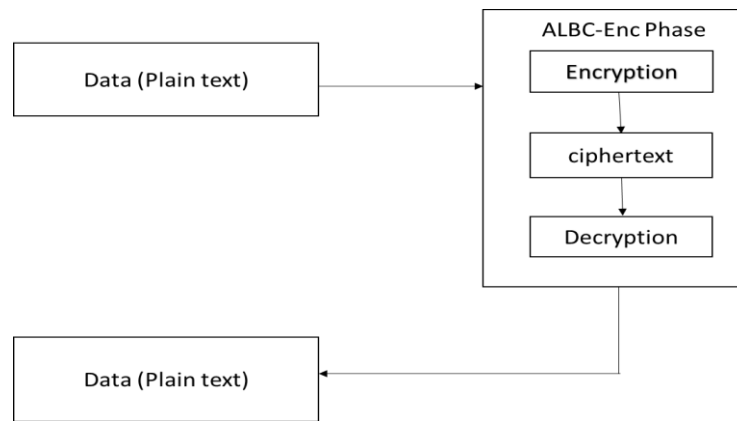 ALBC-Enc Phase
Data (Plain text)
Encryption
ciphertext
Decryption
Data (Plain text)